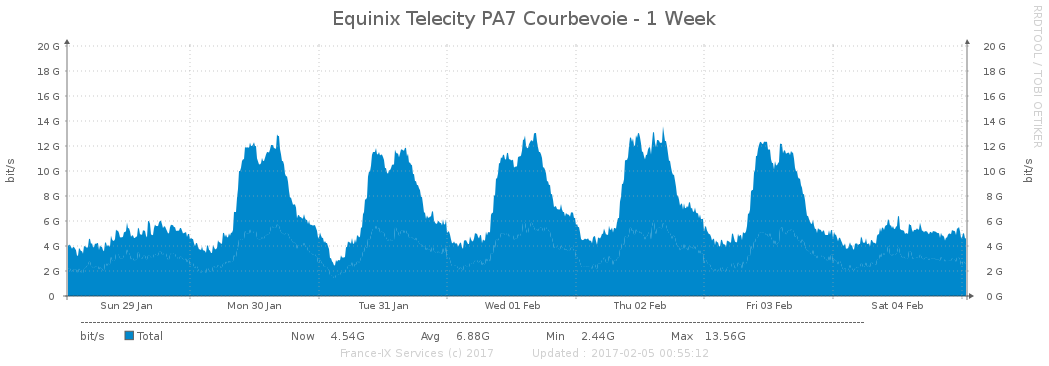 Equinix Telecity PA7 Courbevoie - 1 Week
RRDTOOL / TOBI OETIKER
20 G 20 G
18 G 18 G
16 G 16 G
14 G 14 G
12 G 12 G
10 G 10 G
8 G 8 G
6 G 6 G
4 G 4 G
2 G 2 G
0 0 G
bit/s bit/s
Sun 29 Jan Mon 30 Jan Tue 31 Jan Wed 01 Feb Thu 02 Feb Fri 03 Feb Sat 04 Feb
bit/s Total Now 4.54G Avg 6.88G Min 2.44G Max 13.56G
France-IX Services (c) 2017 Updated : 2017-02-05 00:55:12